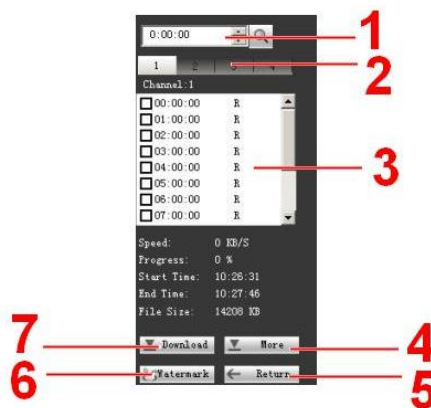 0:00:00
1
1 2 3 4
2
Channel:1
00:00:00 R
01:00:00 R
02:00:00 R
03:00:00 R
3
04:00:00 R
05:00:00 R
06:00:00 R
07:00:00 R
Speed: 0 KB/S
Progress: 0 %
Start Time: 10:26:31
End Time: 10:27:46
File Size: 14208 KB
7
Download
More
4
6
Watermark
Return
5